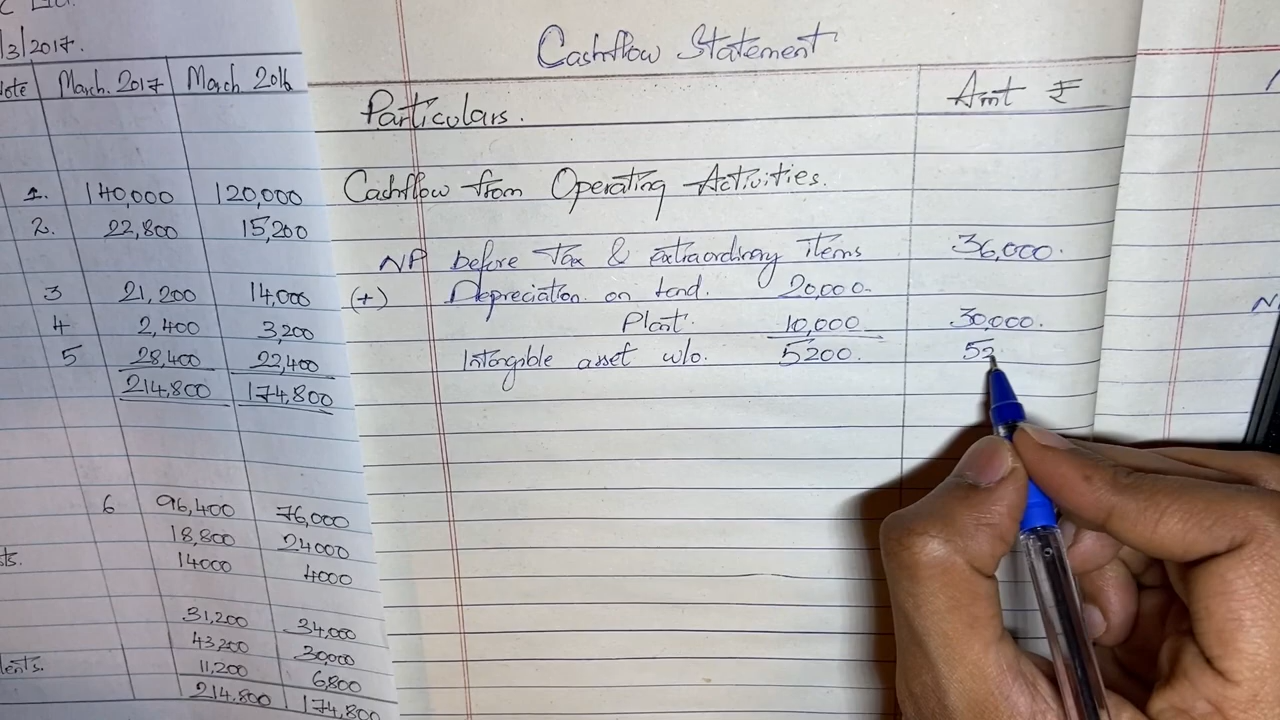 /3/2017.
Note March. 2017 March 2016
1. 140,000 120,000
2. 22,800 15,200
3 21,200 14,000
4 2,400 3,200
5 28,400 22,400
214,800 174,800
6 96,400 76,000
18,800 24000
14000 4000
31,200 34,000
43,200 30,000
11,200 6,800
214.800 174,800
Cashflow Statement
Particulars. Amt ₹
Cashflow from Operating Activities.
NP before Tax & extraordinary items 36,000.
(+) Depreciation on land. 20,000.
Plant. 10,000 30,000.
Intangible asset w/o. 5200. 52